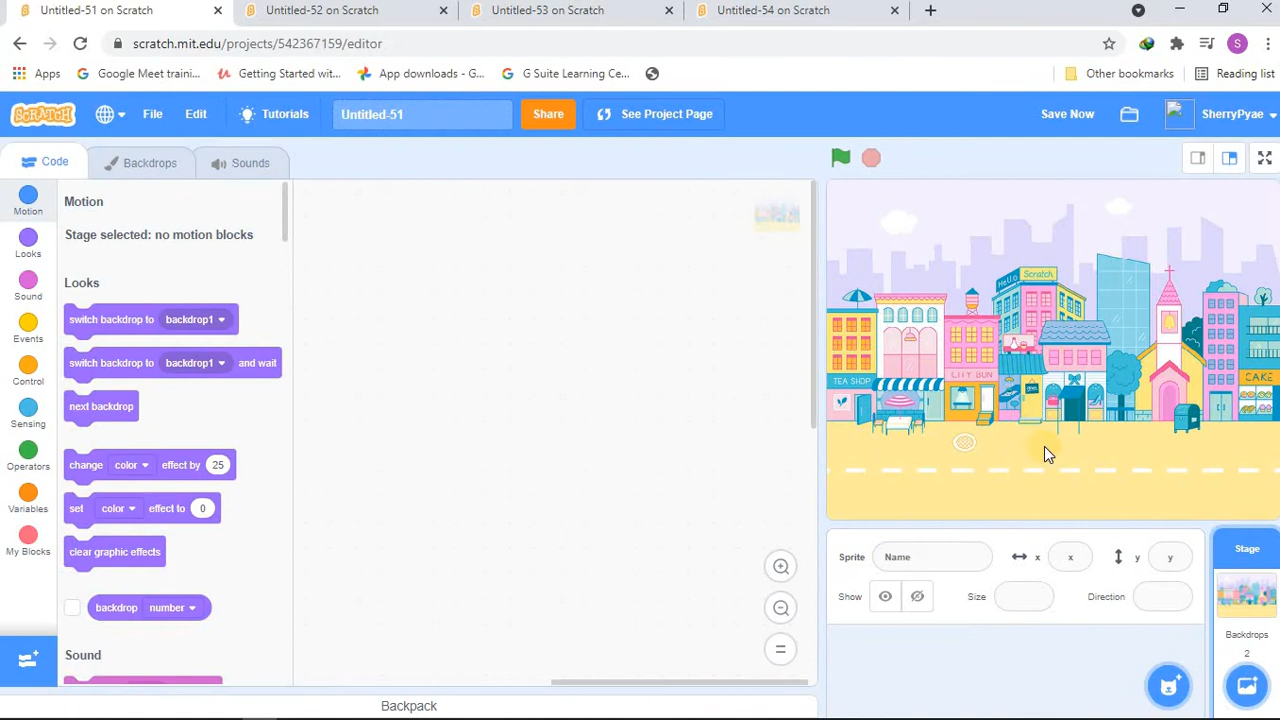 Untitled-51 on Scratch
Untitled-52 on Scratch
Untitled-53 on Scratch
Untitled-54 on Scratch
scratch.mit.edu/projects/542367159/editor
S
Apps
Google Meet traini...
Getting Started wit...
App downloads - G...
G Suite Learning Ce...
Other bookmarks
Reading list
SCRATCH
File
Edit
Tutorials
Untitled-51
Share
See Project Page
Save Now
SherryPyae
Code
Backdrops
Sounds
Motion
Looks
Sound
Events
Control
Sensing
Operators
Variables
My Blocks
Motion
Stage selected: no motion blocks
Looks
switch backdrop to backdrop1
switch backdrop to backdrop1 and wait
next backdrop
change color effect by 25
set color effect to 0
clear graphic effects
backdrop number
Sound
Backpack
Hello
Scratch
TEA SHOP
CITY BUN
CAKE
Sprite
Name
x
x
y
y
Show
Size
Direction
Stage
Backdrops
2